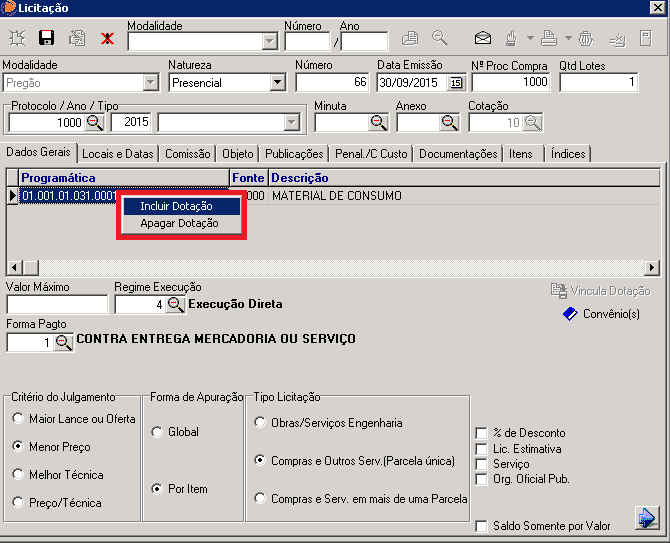 Licitação
Modalidade Número Ano
/
Modalidade Natureza Número Data Emissão Nº Proc Compra Qtd Lotes
Pregão Presencial 66 30/09/2015 15 1000 1
Protocolo / Ano / Tipo Minuta Anexo Cotação
1000 2015 10
Dados Gerais Locais e Datas Comissão Objeto Publicações Penal./C Custo Documentações Itens Índices
Programática Fonte Descrição
01.001.01.031.0001 000 MATERIAL DE CONSUMO
Incluir Dotação
Apagar Dotação
Valor Máximo Regime Execução
4 Execução Direta
Vincula Dotação
Convênio(s)
Forma Pagto
1 CONTRA ENTREGA MERCADORIA OU SERVIÇO
Critério do Julgamento Forma de Apuração Tipo Licitação
Maior Lance ou Oferta
Menor Preço
Melhor Técnica
Preço/Técnica
Global
Por Item
Obras/Serviços Engenharia
Compras e Outros Serv.(Parcela única)
Compras e Serv. em mais de uma Parcela
% de Desconto
Lic. Estimativa
Serviço
Org. Oficial Pub.
Saldo Somente por Valor